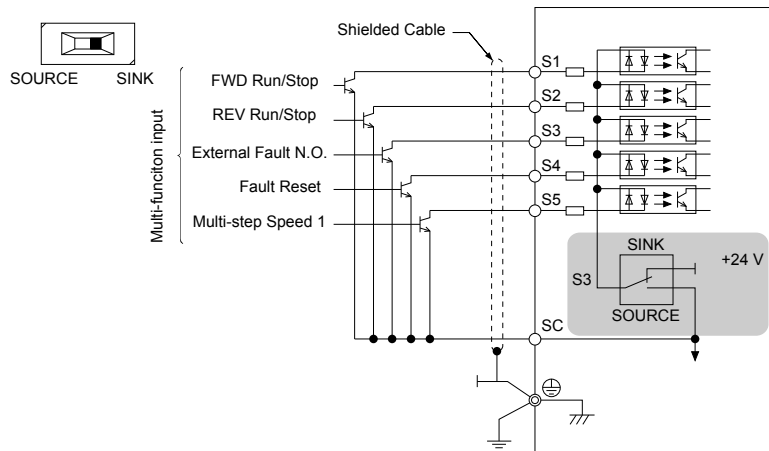 Shielded Cable
SOURCE SINK
Multi-funciton input
FWD Run/Stop
REV Run/Stop
External Fault N.O.
Fault Reset
Multi-step Speed 1
S1
S2
S3
S4
S5
SINK
+24 V
S3
SOURCE
SC